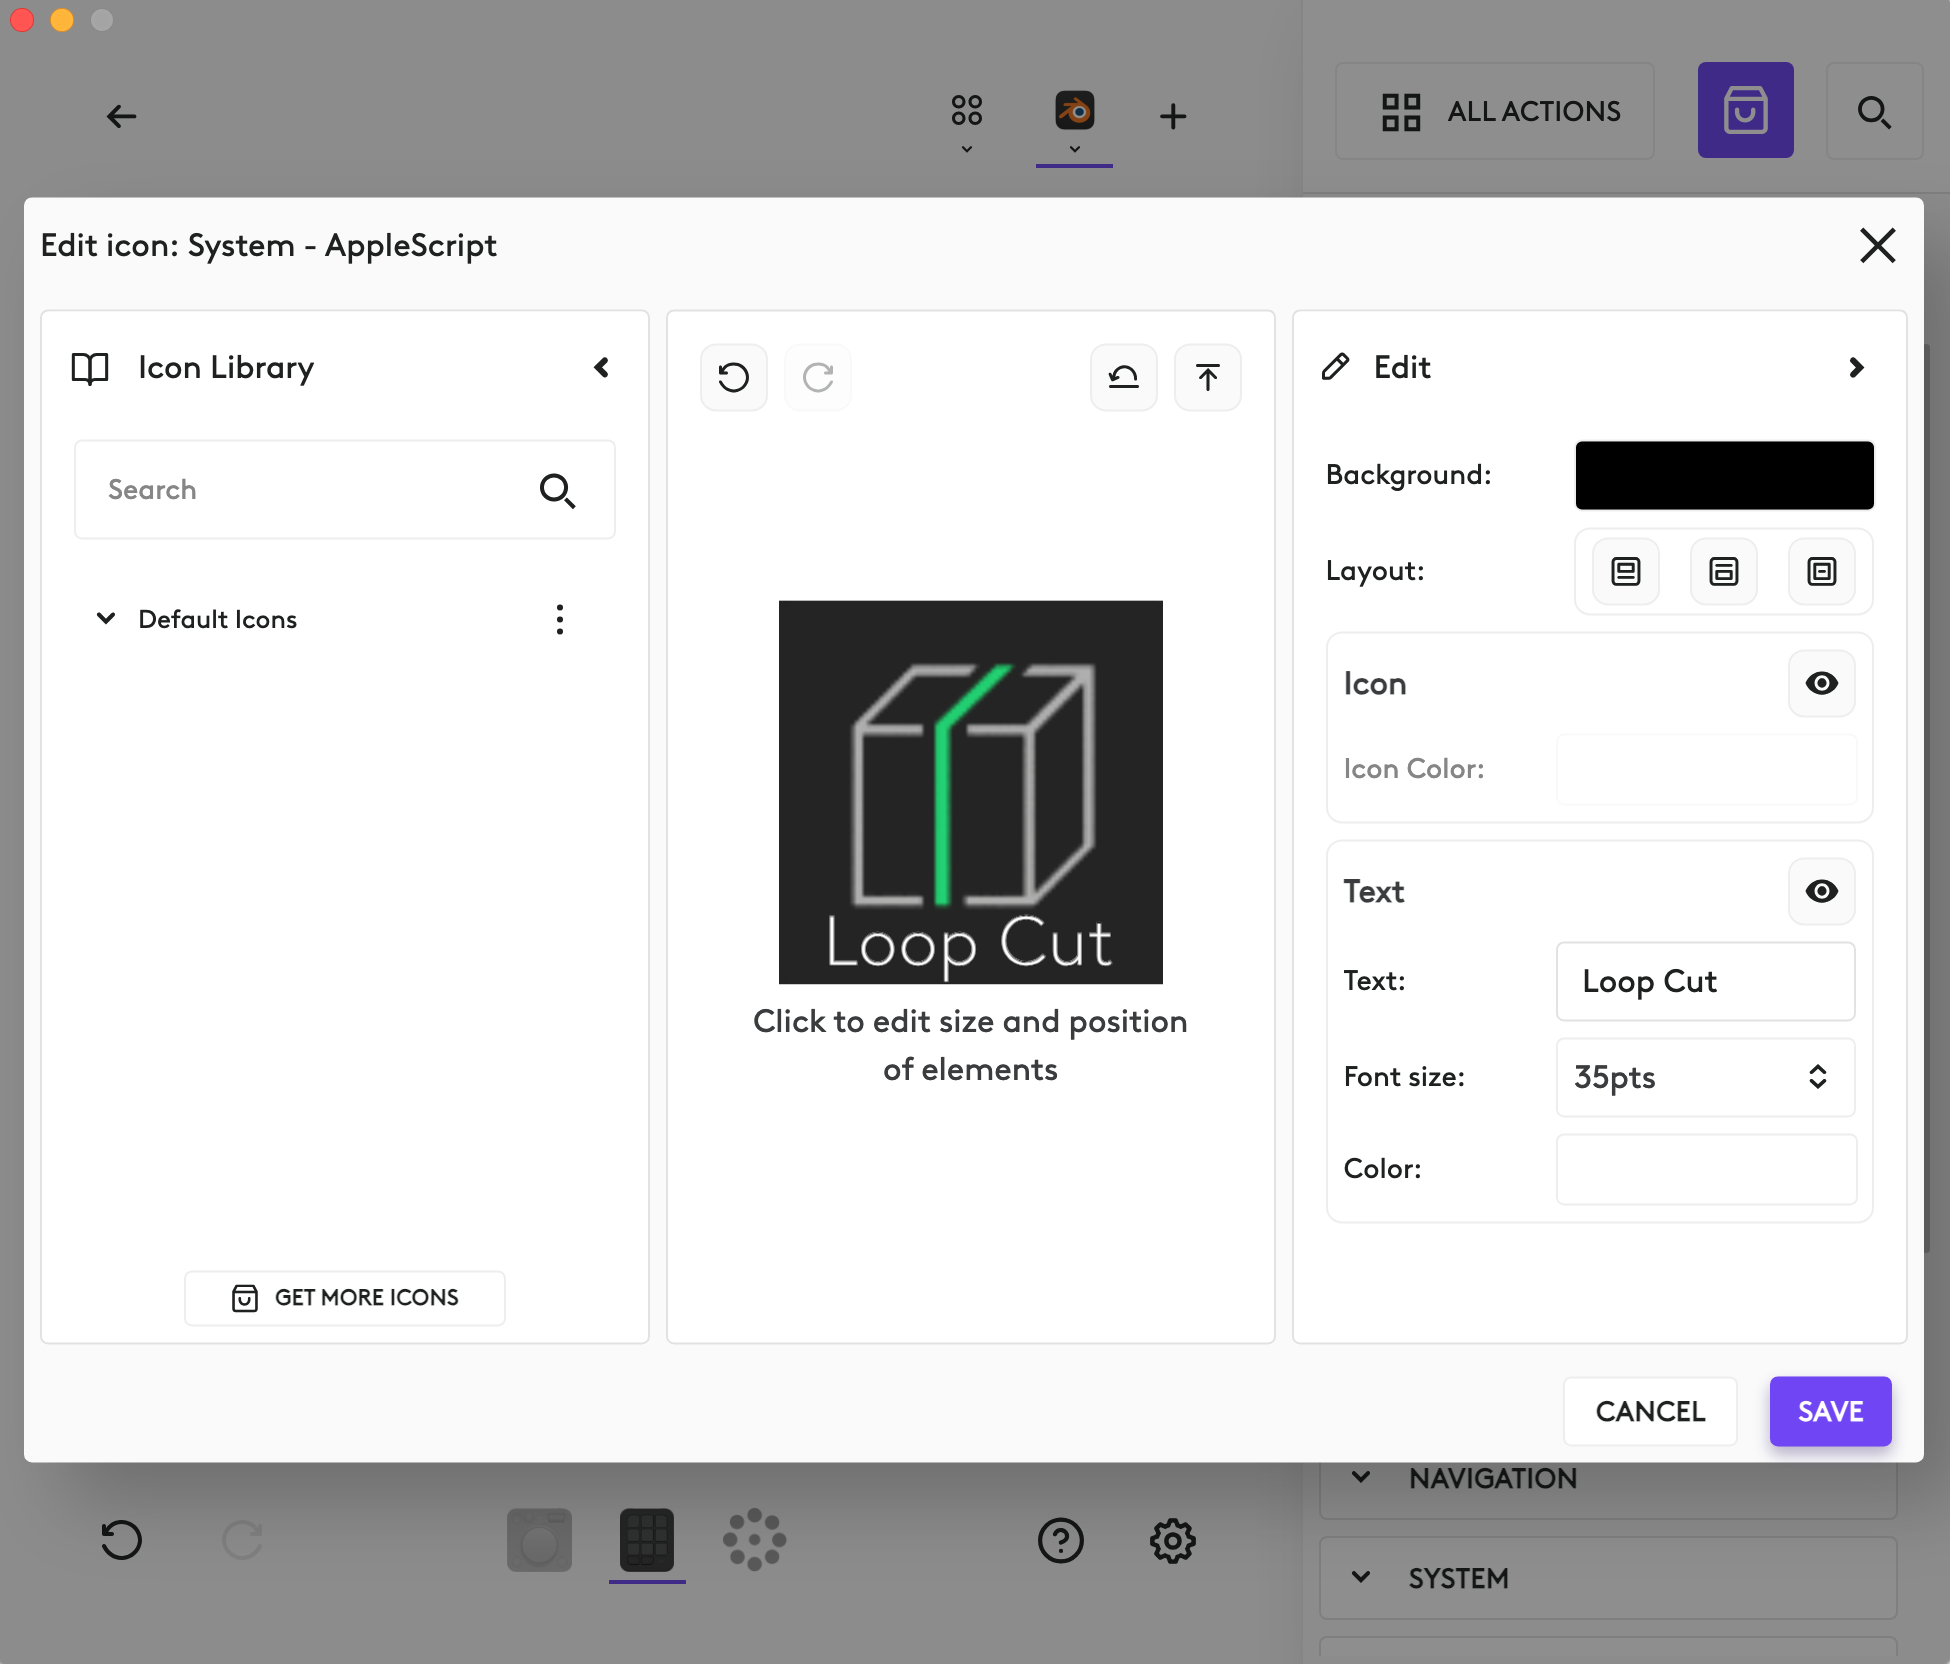 ALL ACTIONS
Edit icon: System - AppleScript
Icon Library
Search
Default Icons
GET MORE ICONS
Loop Cut
Click to edit size and position
of elements
Edit
Background:
Layout:
Icon
Icon Color:
Text
Text: Loop Cut
Font size: 35pts
Color:
CANCEL SAVE
NAVIGATION
SYSTEM